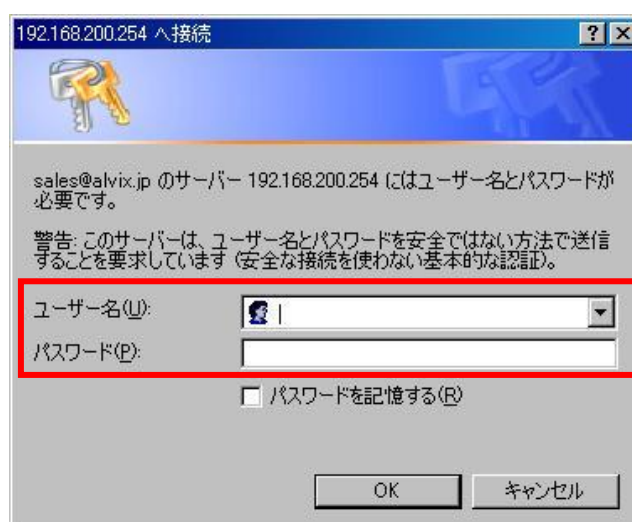 192.168.200.254 へ接続
sales@alvix.jp のサーバー 192.168.200.254 にはユーザー名とパスワードが
必要です。
警告: このサーバーは、ユーザー名とパスワードを安全ではない方法で送信
することを要求しています (安全な接続を使わない基本的な認証)。
ユーザー名(U):
パスワード(P):
パスワードを記憶する(R)
OK キャンセル